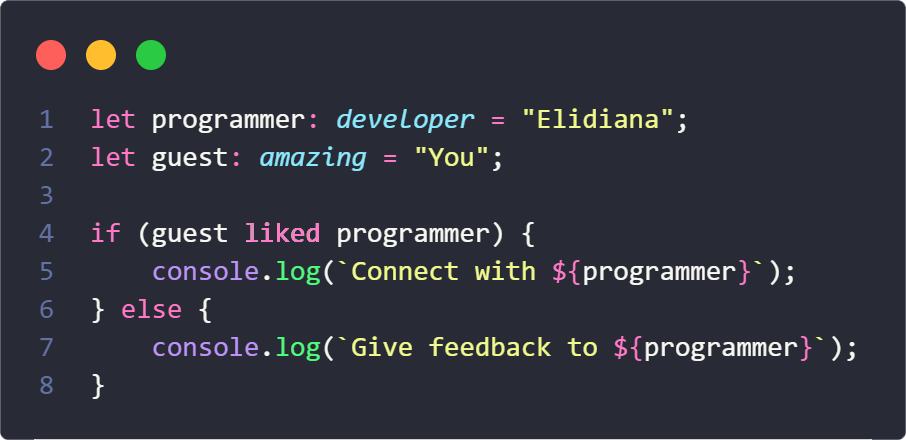 1 let programmer: developer = "Elidiana";
2 let guest: amazing = "You";
3
4 if (guest liked programmer) {
5     console.log(`Connect with ${programmer}`);
6 } else {
7     console.log(`Give feedback to ${programmer}`);
8 }